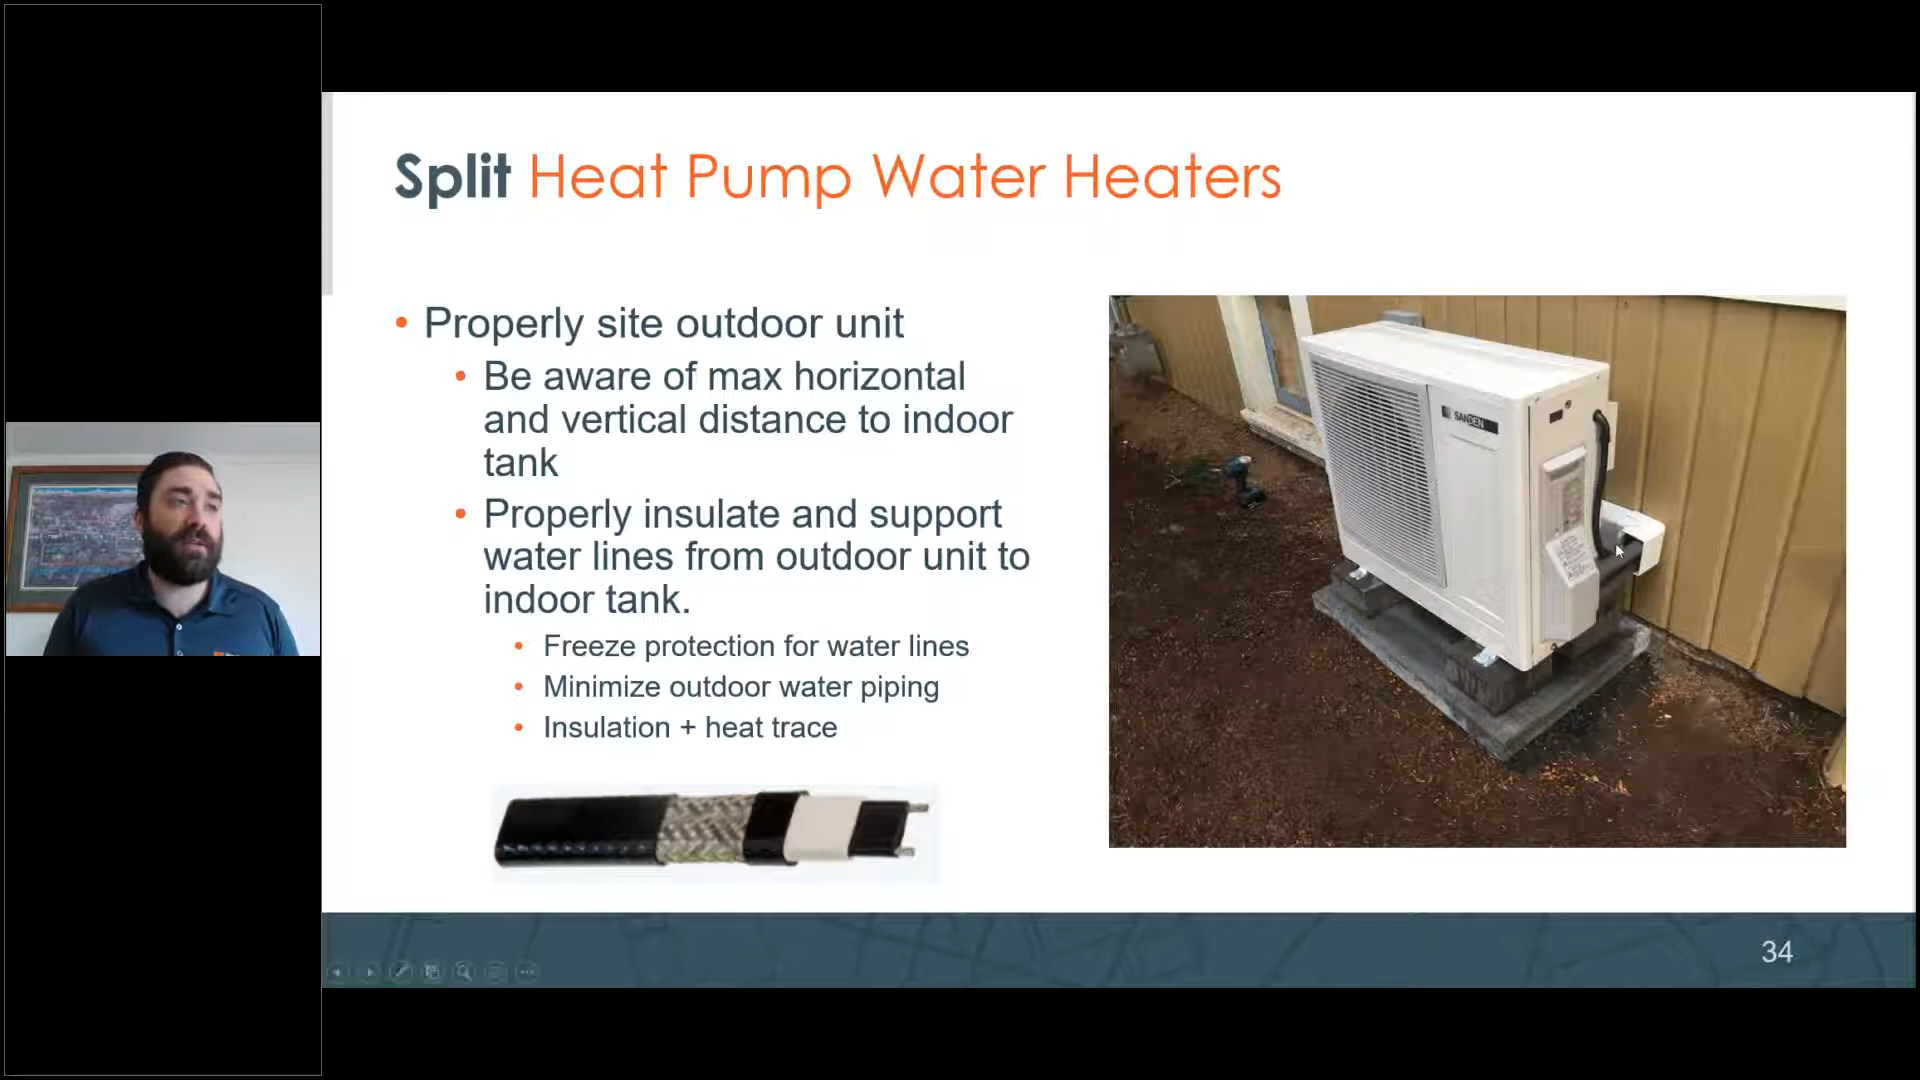 Split Heat Pump Water Heaters
• Properly site outdoor unit
• Be aware of max horizontal
and vertical distance to indoor
tank
• Properly insulate and support
water lines from outdoor unit to
indoor tank.
• Freeze protection for water lines
• Minimize outdoor water piping
• Insulation + heat trace
SANDEN
34